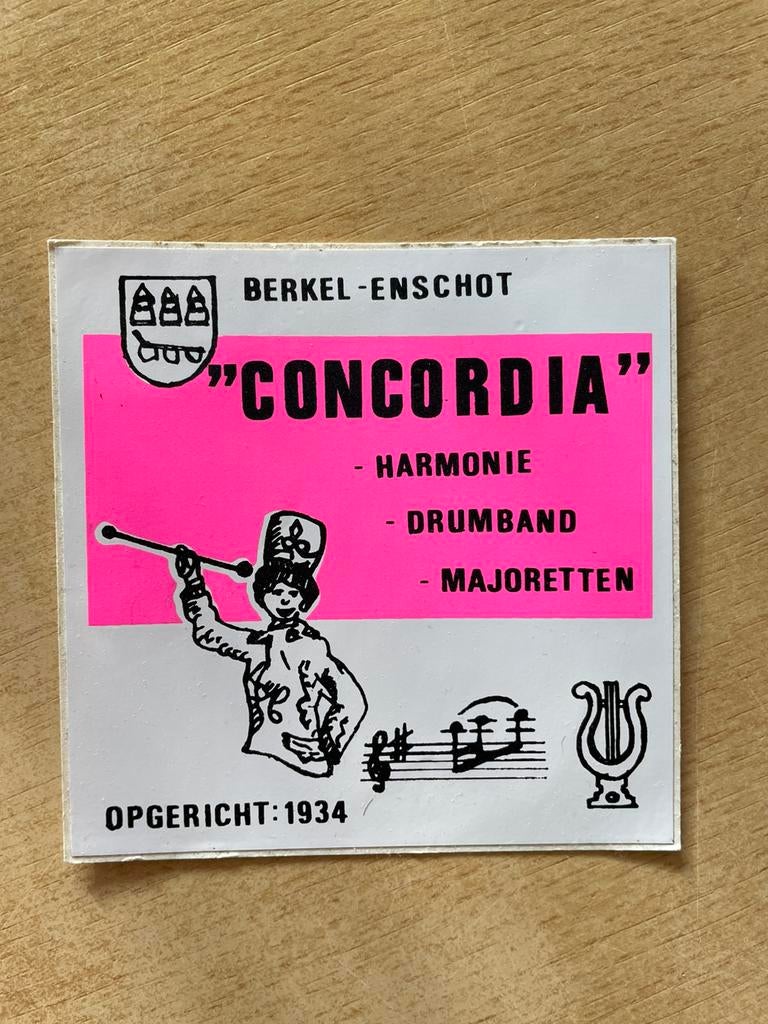 BERKEL-ENSCHOT
"CONCORDIA"
- HARMONIE
- DRUMBAND
- MAJORETTEN
OPGERICHT: 1934